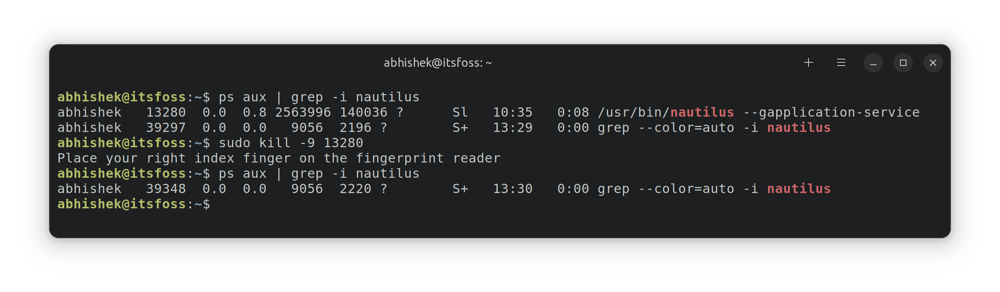 abhishek@itsfoss: ~
abhishek@itsfoss:~$ ps aux | grep -i nautilus
abhishek   13280  0.0  0.8 2563996 140036 ?      Sl   10:35   0:08 /usr/bin/nautilus --gapplication-service
abhishek   39297  0.0  0.0   9056  2196 ?        S+   13:29   0:00 grep --color=auto -i nautilus
abhishek@itsfoss:~$ sudo kill -9 13280
Place your right index finger on the fingerprint reader
abhishek@itsfoss:~$ ps aux | grep -i nautilus
abhishek   39348  0.0  0.0   9056  2220 ?        S+   13:30   0:00 grep --color=auto -i nautilus
abhishek@itsfoss:~$